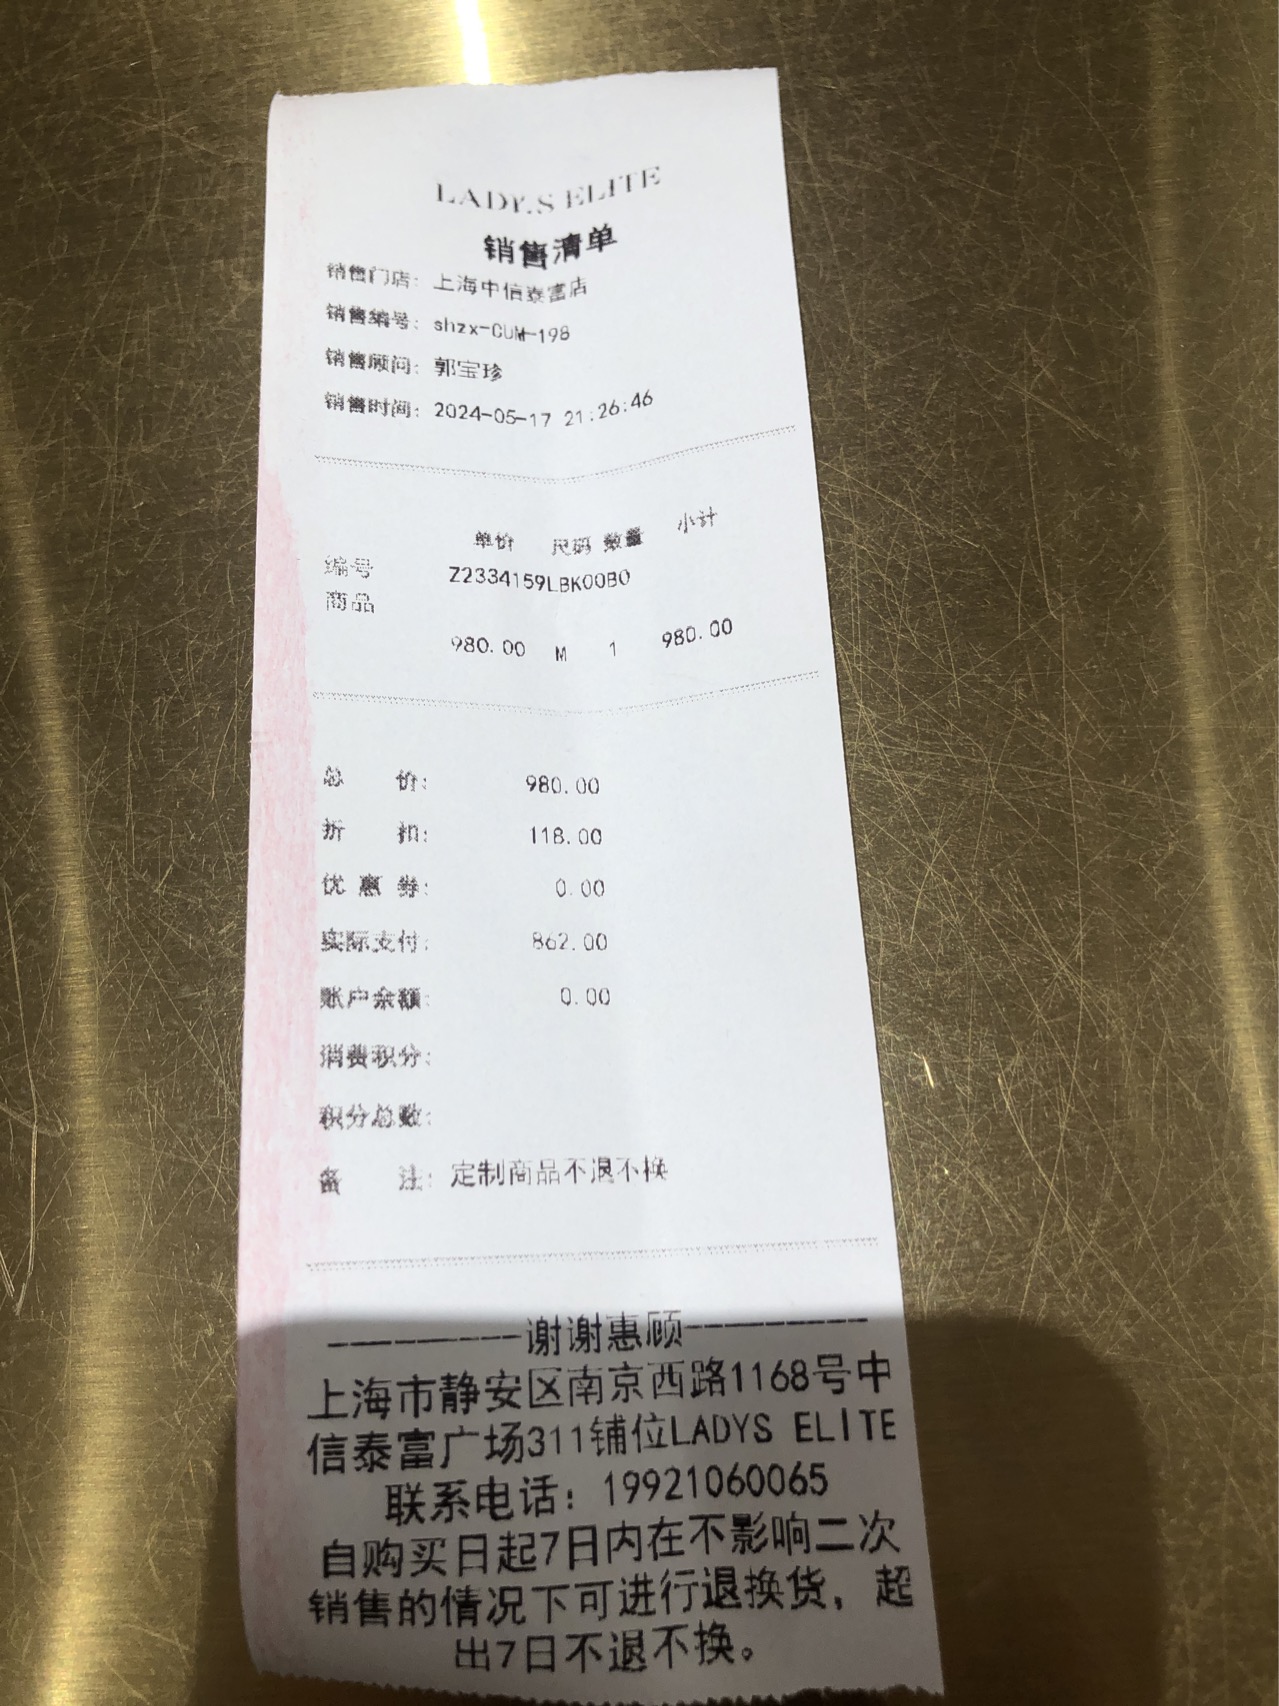 LADYS ELITE
销售清单
销售门店: 上海中信泰富店
销售编号: shzx-CUM-198
销售顾问: 郭宝珍
销售时间: 2024-05-17 21:26:46
单价 尺码 数量 小计
编号 Z2334159LBK00B0
商品
980.00 M 1 980.00
总 价: 980.00
折 扣: 118.00
优 惠 券: 0.00
实际支付: 862.00
账户余额: 0.00
消费积分:
积分总数:
备 注: 定制商品不退不换
---------谢谢惠顾---------
上海市静安区南京西路1168号中
信泰富广场311铺位LADYS ELITE
联系电话: 19921060065
自购买日起7日内在不影响二次
销售的情况下可进行退换货, 超
出7日不退不换。